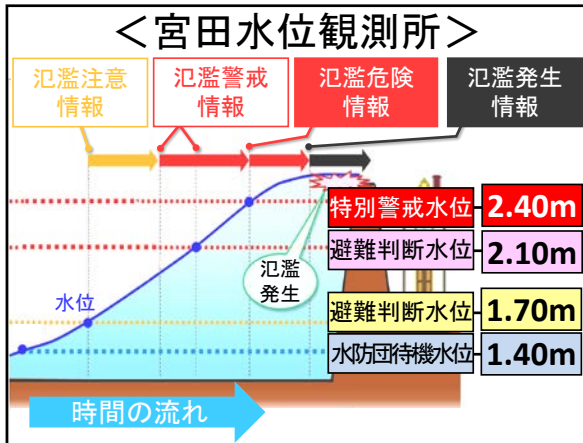 ＜宮田水位観測所＞
氾濫注意
情報
氾濫警戒
情報
氾濫危険
情報
氾濫発生
情報
特別警戒水位 2.40m
避難判断水位 2.10m
氾濫
発生
水位
避難判断水位 1.70m
水防団待機水位 1.40m
時間の流れ